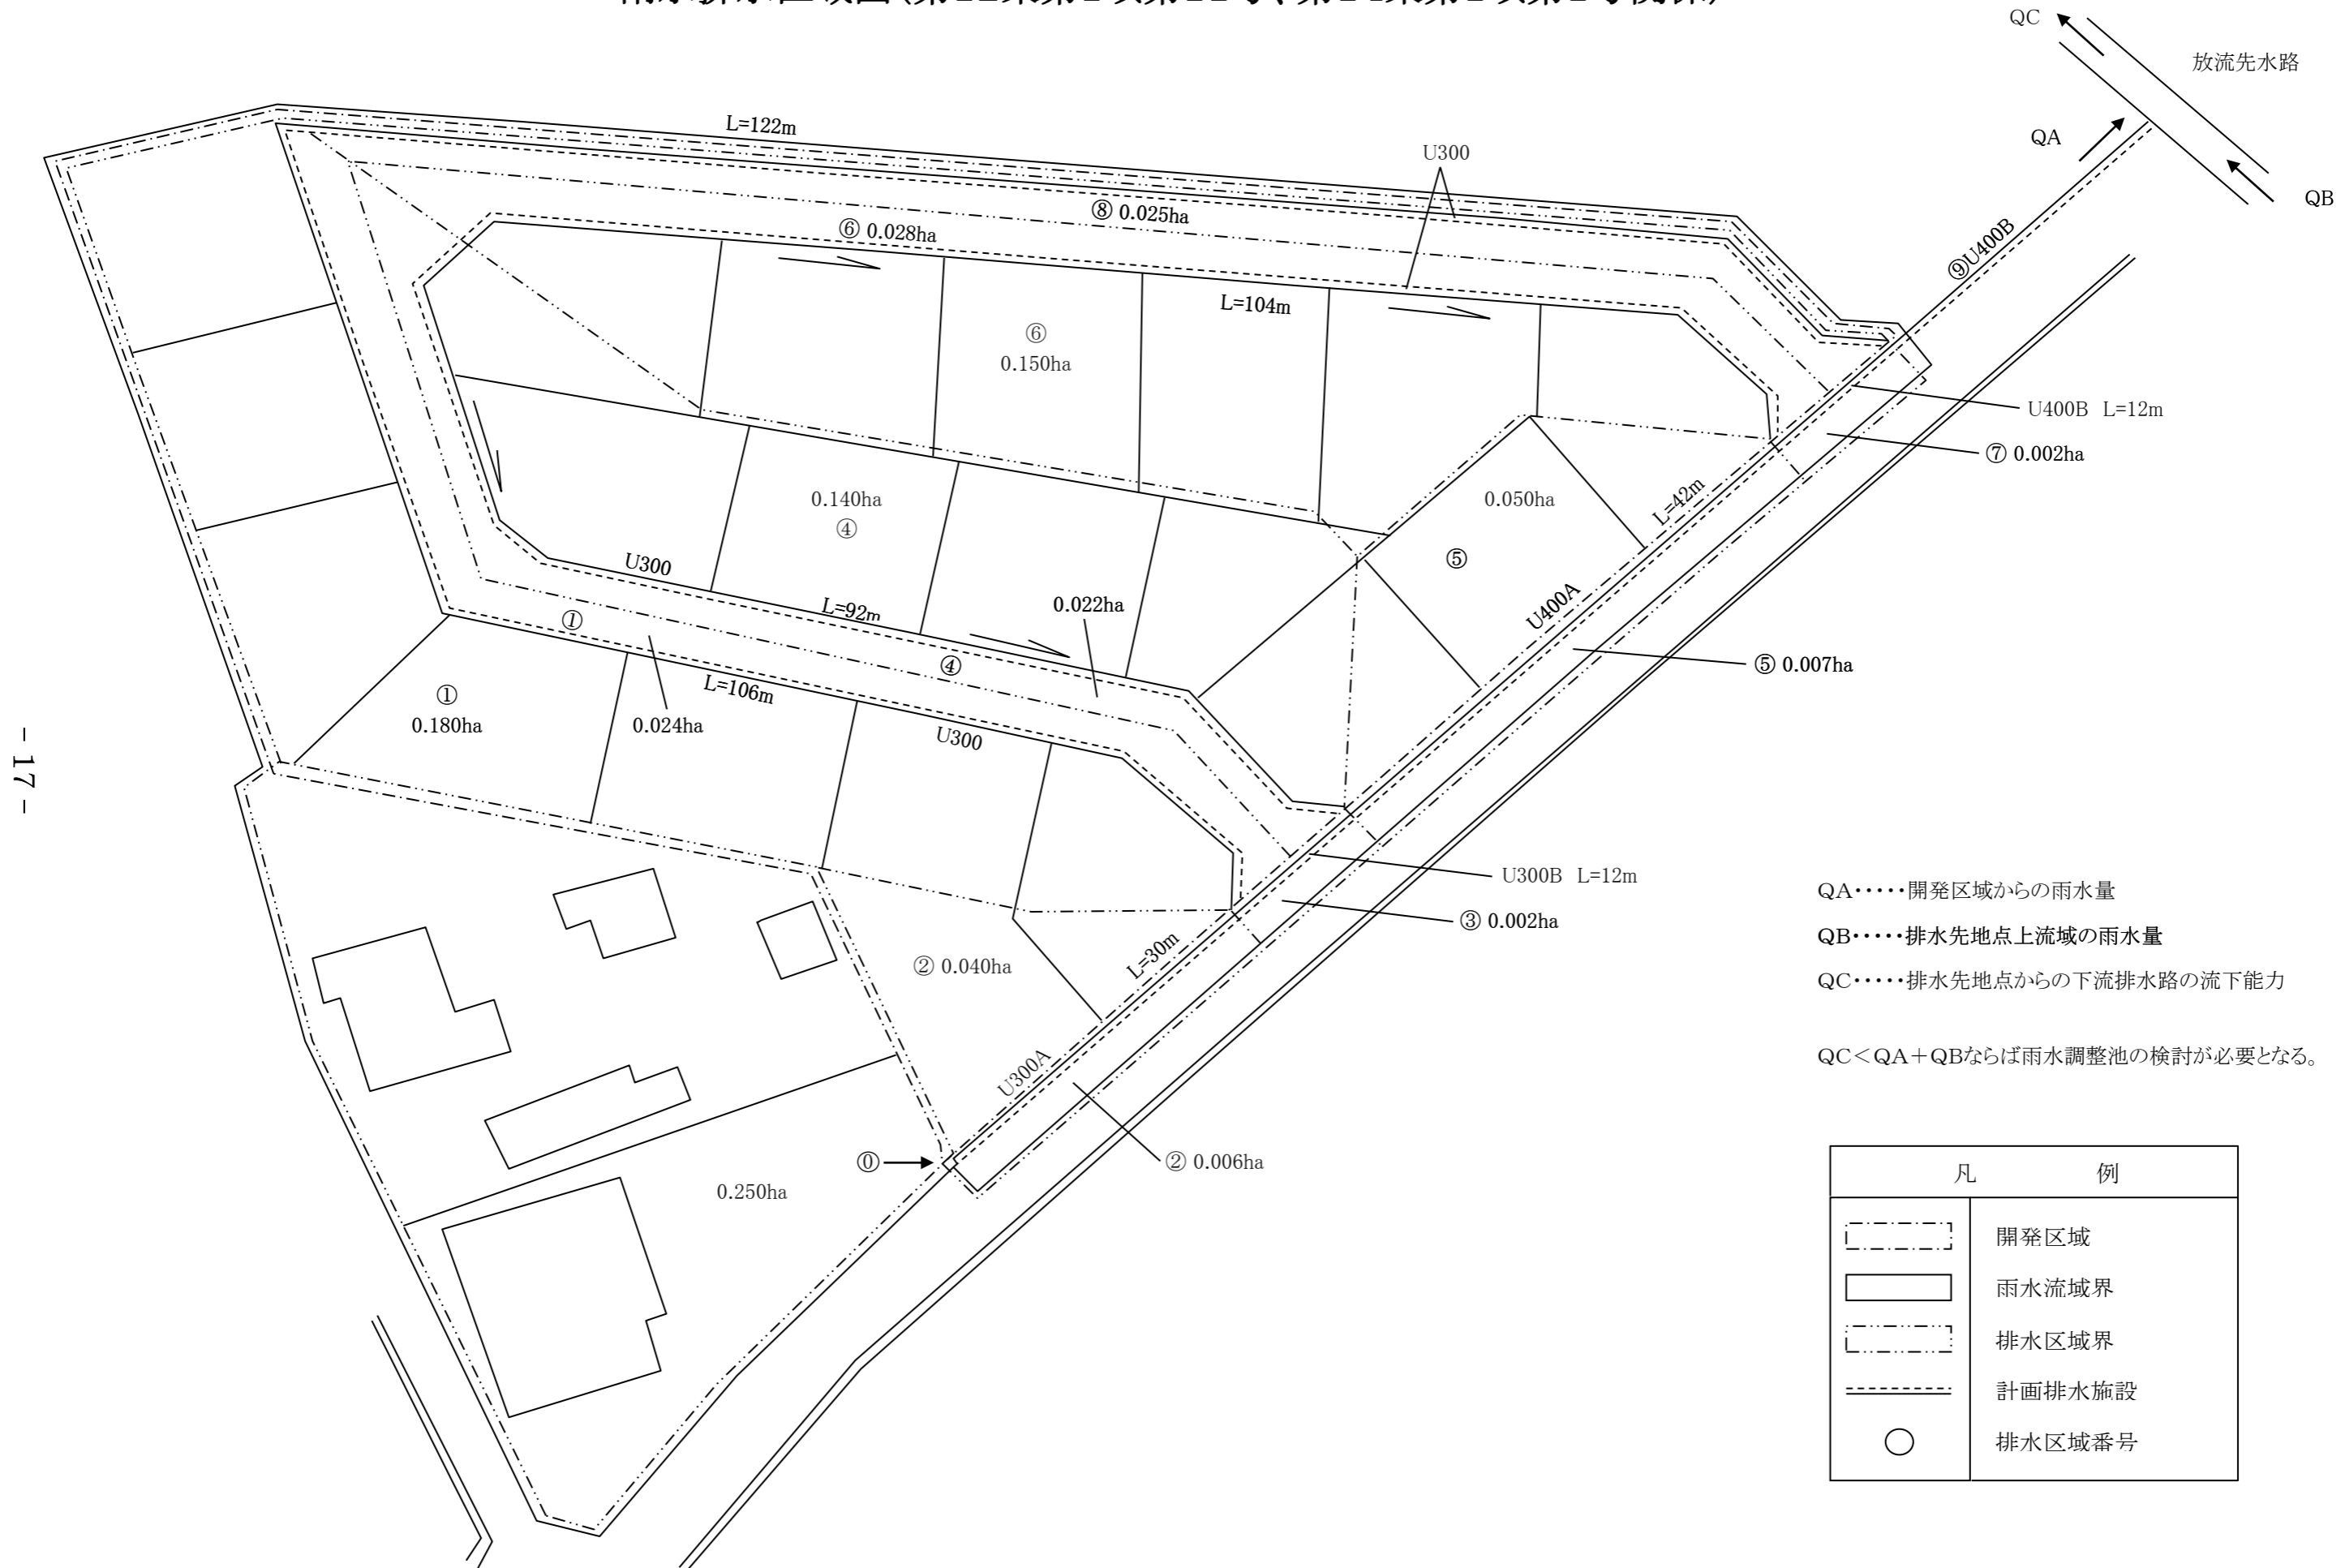 QC
放流先水路
QA
QB
L=122m
U300
⑧ 0.025ha
⑥ 0.028ha
⑨U400B
L=104m
⑥
0.150ha
U400B L=12m
⑦ 0.002ha
0.140ha
④
0.050ha
⑤
L=42m
U300
L=92m
0.022ha
U400A
①
④
⑤ 0.007ha
①
0.180ha
L=106m
0.024ha
U300
- 17 -
U300B L=12m
③ 0.002ha
② 0.040ha
L=30m
U300A
⓪
② 0.006ha
0.250ha
QA・・・・・開発区域からの雨水量
QB・・・・・排水先地点上流域の雨水量
QC・・・・・排水先地点からの下流排水路の流下能力
QC＜QA＋QBならば雨水調整池の検討が必要となる。
凡 例
開発区域
雨水流域界
排水区域界
計画排水施設
排水区域番号